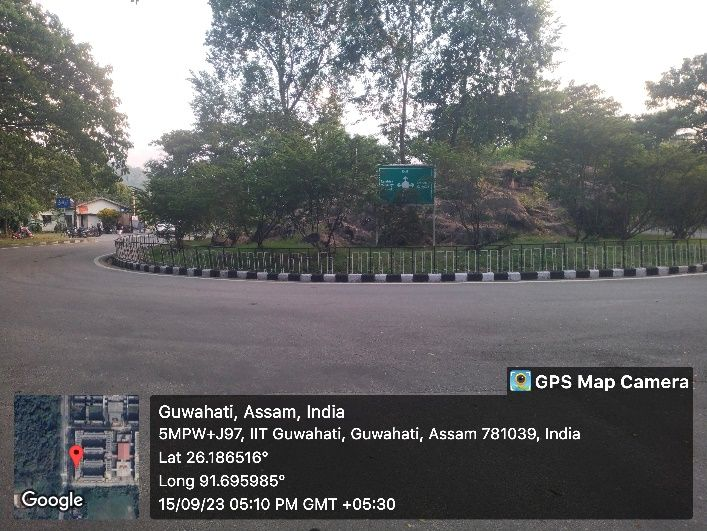 GPS Map Camera
Guwahati, Assam, India
5MPW+J97, IIT Guwahati, Guwahati, Assam 781039, India
Lat 26.186516°
Long 91.695985°
15/09/23 05:10 PM GMT +05:30
Google